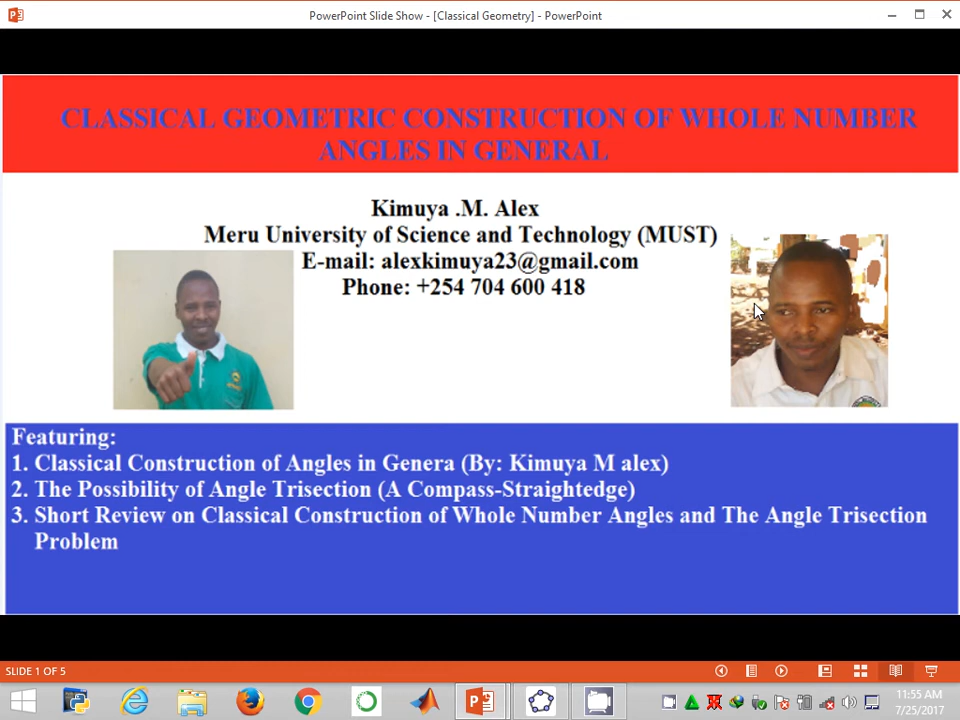 PowerPoint Slide Show - [Classical Geometry] - PowerPoint
CLASSICAL GEOMETRIC CONSTRUCTION OF WHOLE NUMBER
ANGLES IN GENERAL
Kimuya .M. Alex
Meru University of Science and Technology (MUST)
E-mail: alexkimuya23@gmail.com
Phone: +254 704 600 418
Featuring:
1. Classical Construction of Angles in Genera (By: Kimuya M alex)
2. The Possibility of Angle Trisection (A Compass-Straightedge)
3. Short Review on Classical Construction of Whole Number Angles and The Angle Trisection
Problem
SLIDE 1 OF 5
11:55 AM
7/25/2017